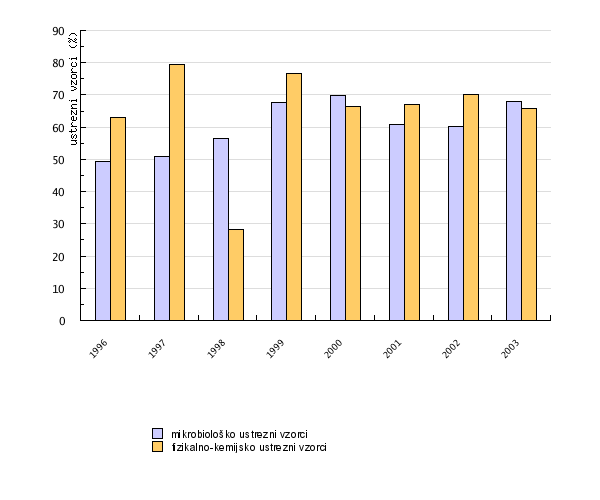 90
80
70
60
50
40
30
20
10
0
ustrezni vzorci (%)
1996 1997 1998 1999 2000 2001 2002 2003
mikrobiološko ustrezni vzorci
fizikalno-kemijsko ustrezni vzorci